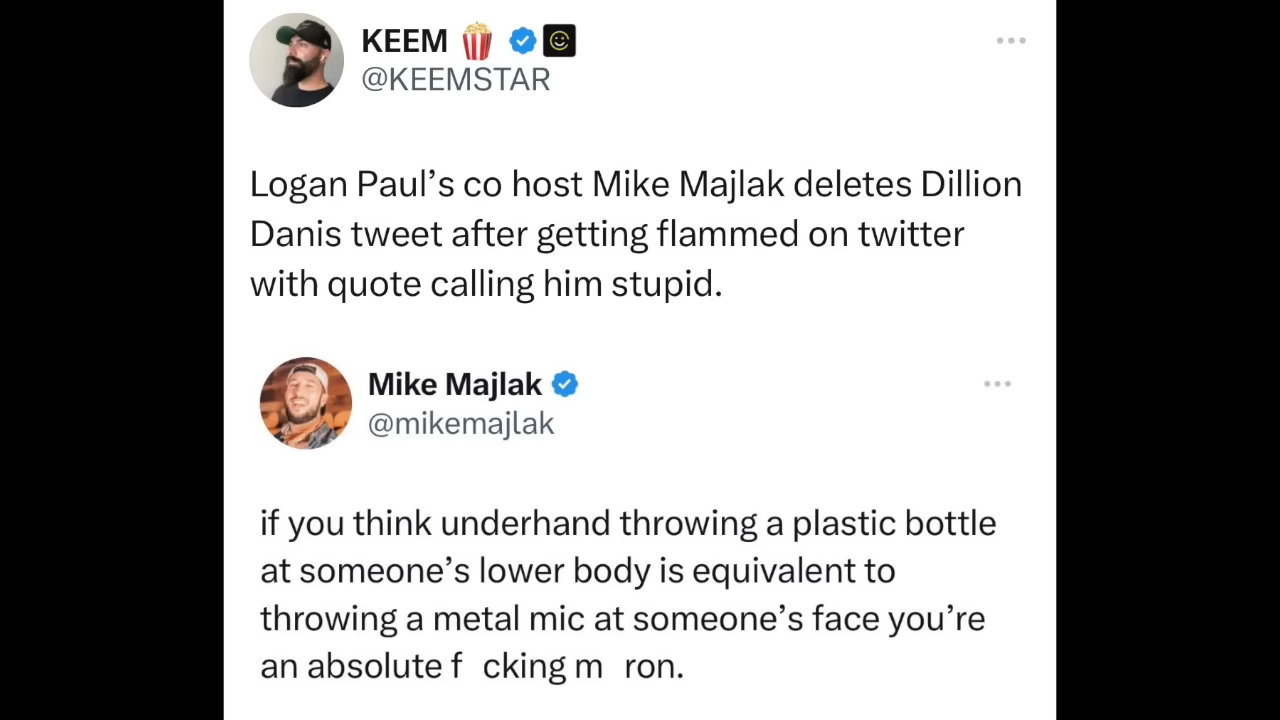 KEEM 🍿
@KEEMSTAR
Logan Paul’s co host Mike Majlak deletes Dillion
Danis tweet after getting flammed on twitter
with quote calling him stupid.
Mike Majlak
@mikemajlak
if you think underhand throwing a plastic bottle
at someone’s lower body is equivalent to
throwing a metal mic at someone’s face you’re
an absolute f cking m ron.